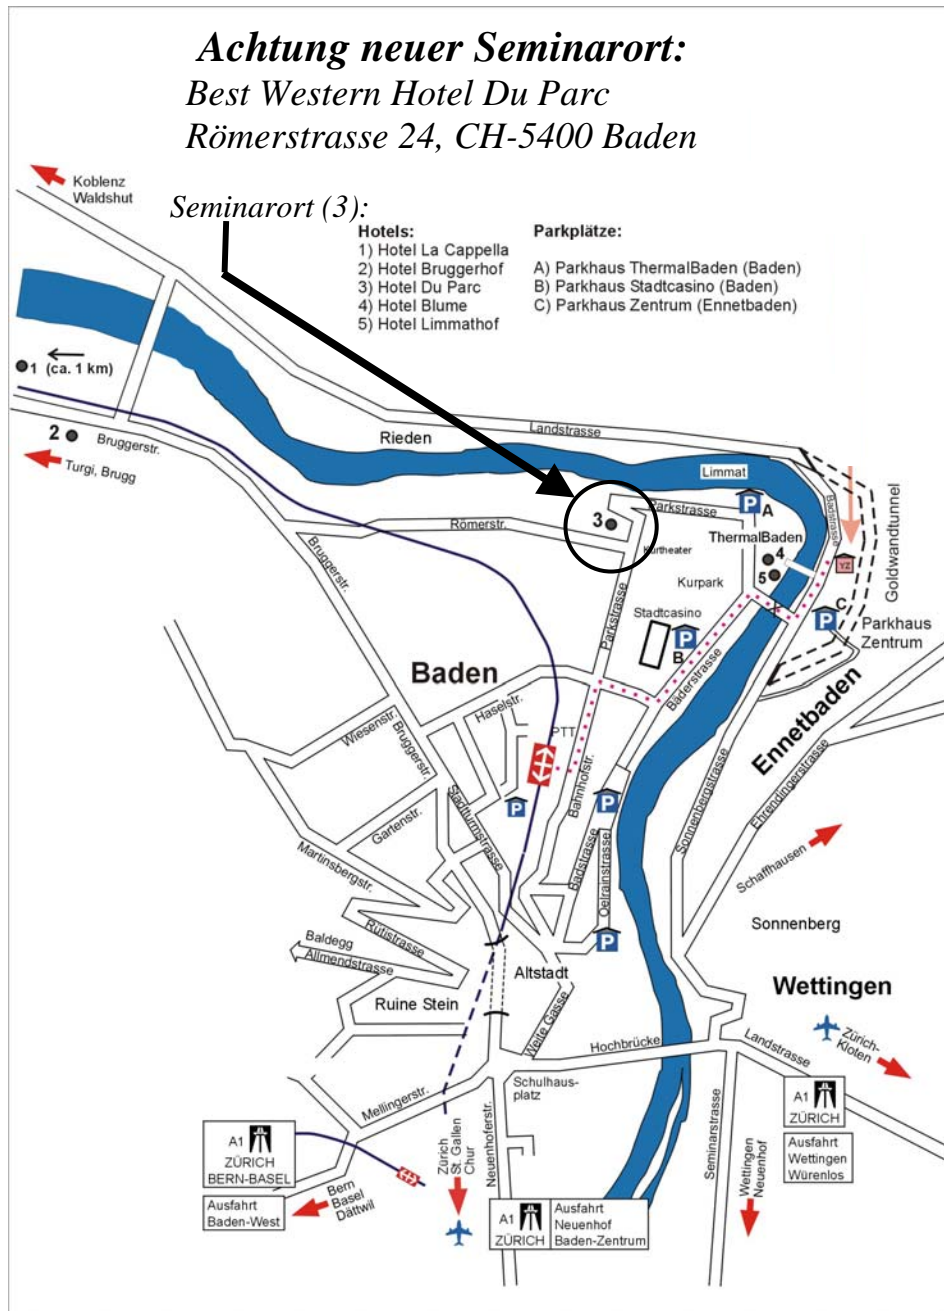 Achtung neuer Seminarort:
Best Western Hotel Du Parc
Römerstrasse 24, CH-5400 Baden
Koblenz
Waldshut
Seminarort (3):
Hotels:
1) Hotel La Cappella
2) Hotel Bruggerhof
3) Hotel Du Parc
4) Hotel Blume
5) Hotel Limmathof
Parkplätze:
A) Parkhaus ThermalBaden (Baden)
B) Parkhaus Stadtcasino (Baden)
C) Parkhaus Zentrum (Ennetbaden)
1 (ca. 1 km)
2
Bruggerstr.
Turgi, Brugg
Rieden
Landstrasse
Limmat
Badstrasse
Goldwandtunnel
Parkstrasse
P
A
3
Römerstr.
Kurtheater
ThermalBaden
4
5
YZ
Kurpark
Bruggerstr.
Parkstrasse
Stadtcasino
P
B
C
P
Parkhaus
Zentrum
Bäderstrasse
Baden
Ennetbaden
Haselstr.
Wiesenstr.
Bruggerstr.
PTT
Bahnhofstr.
P
P
Stadtturmstrasse
Gartenstr.
Martinsbergstr.
Badstrasse
Oelrainstrasse
Sonnenbergstrasse
Ehrendingerstrasse
Schaffhausen
Sonnenberg
Rütistrasse
Baldegg
Allmendstrasse
P
Altstadt
Ruine Stein
Weite Gasse
Wettingen
Hochbrücke
Landstrasse
Zürich-
Kloten
Mellingerstr.
Schulhaus-
platz
Neuenhoferstr.
Seminarstrasse
A1
ZÜRICH
Ausfahrt
Wettingen
Würenlos
A1
ZÜRICH
BERN-BASEL
Ausfahrt
Baden-West
Bern
Basel
Dättwil
Zürich
St. Gallen
Chur
Wettingen
Neuenhof
A1
ZÜRICH
Ausfahrt
Neuenhof
Baden-Zentrum